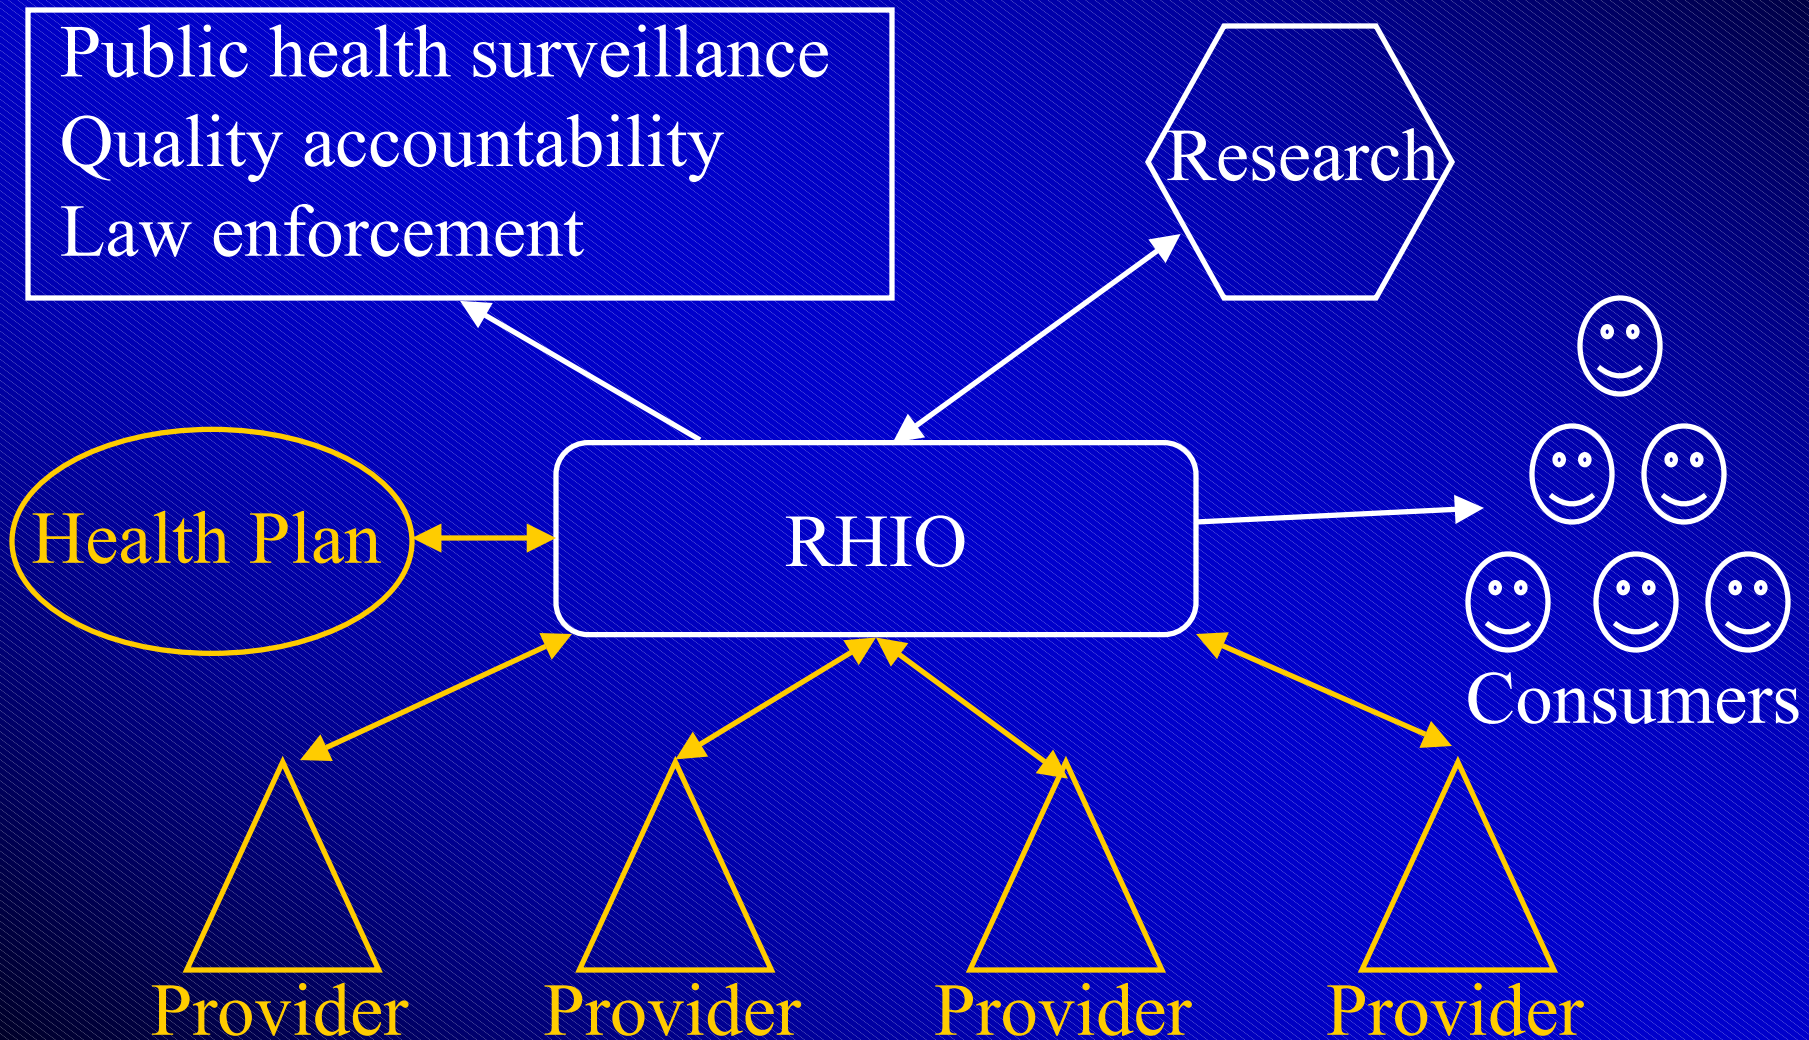 Public health surveillance
Quality accountability
Law enforcement
Research
Health Plan
RHIO
Consumers
Provider
Provider
Provider
Provider